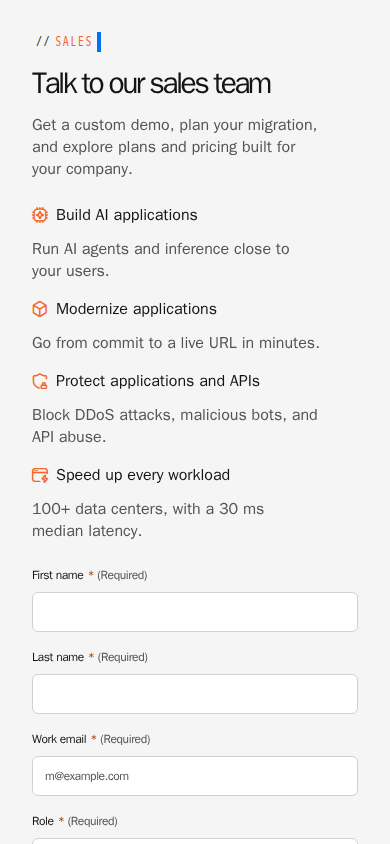 // SALES
Talk to our sales team
Get a custom demo, plan your migration,
and explore plans and pricing built for
your company.
Build AI applications
Run AI agents and inference close to
your users.
Modernize applications
Go from commit to a live URL in minutes.
Protect applications and APIs
Block DDoS attacks, malicious bots, and
API abuse.
Speed up every workload
100+ data centers, with a 30 ms
median latency.
First name * (Required)
Last name * (Required)
Work email * (Required)
m@example.com
Role * (Required)